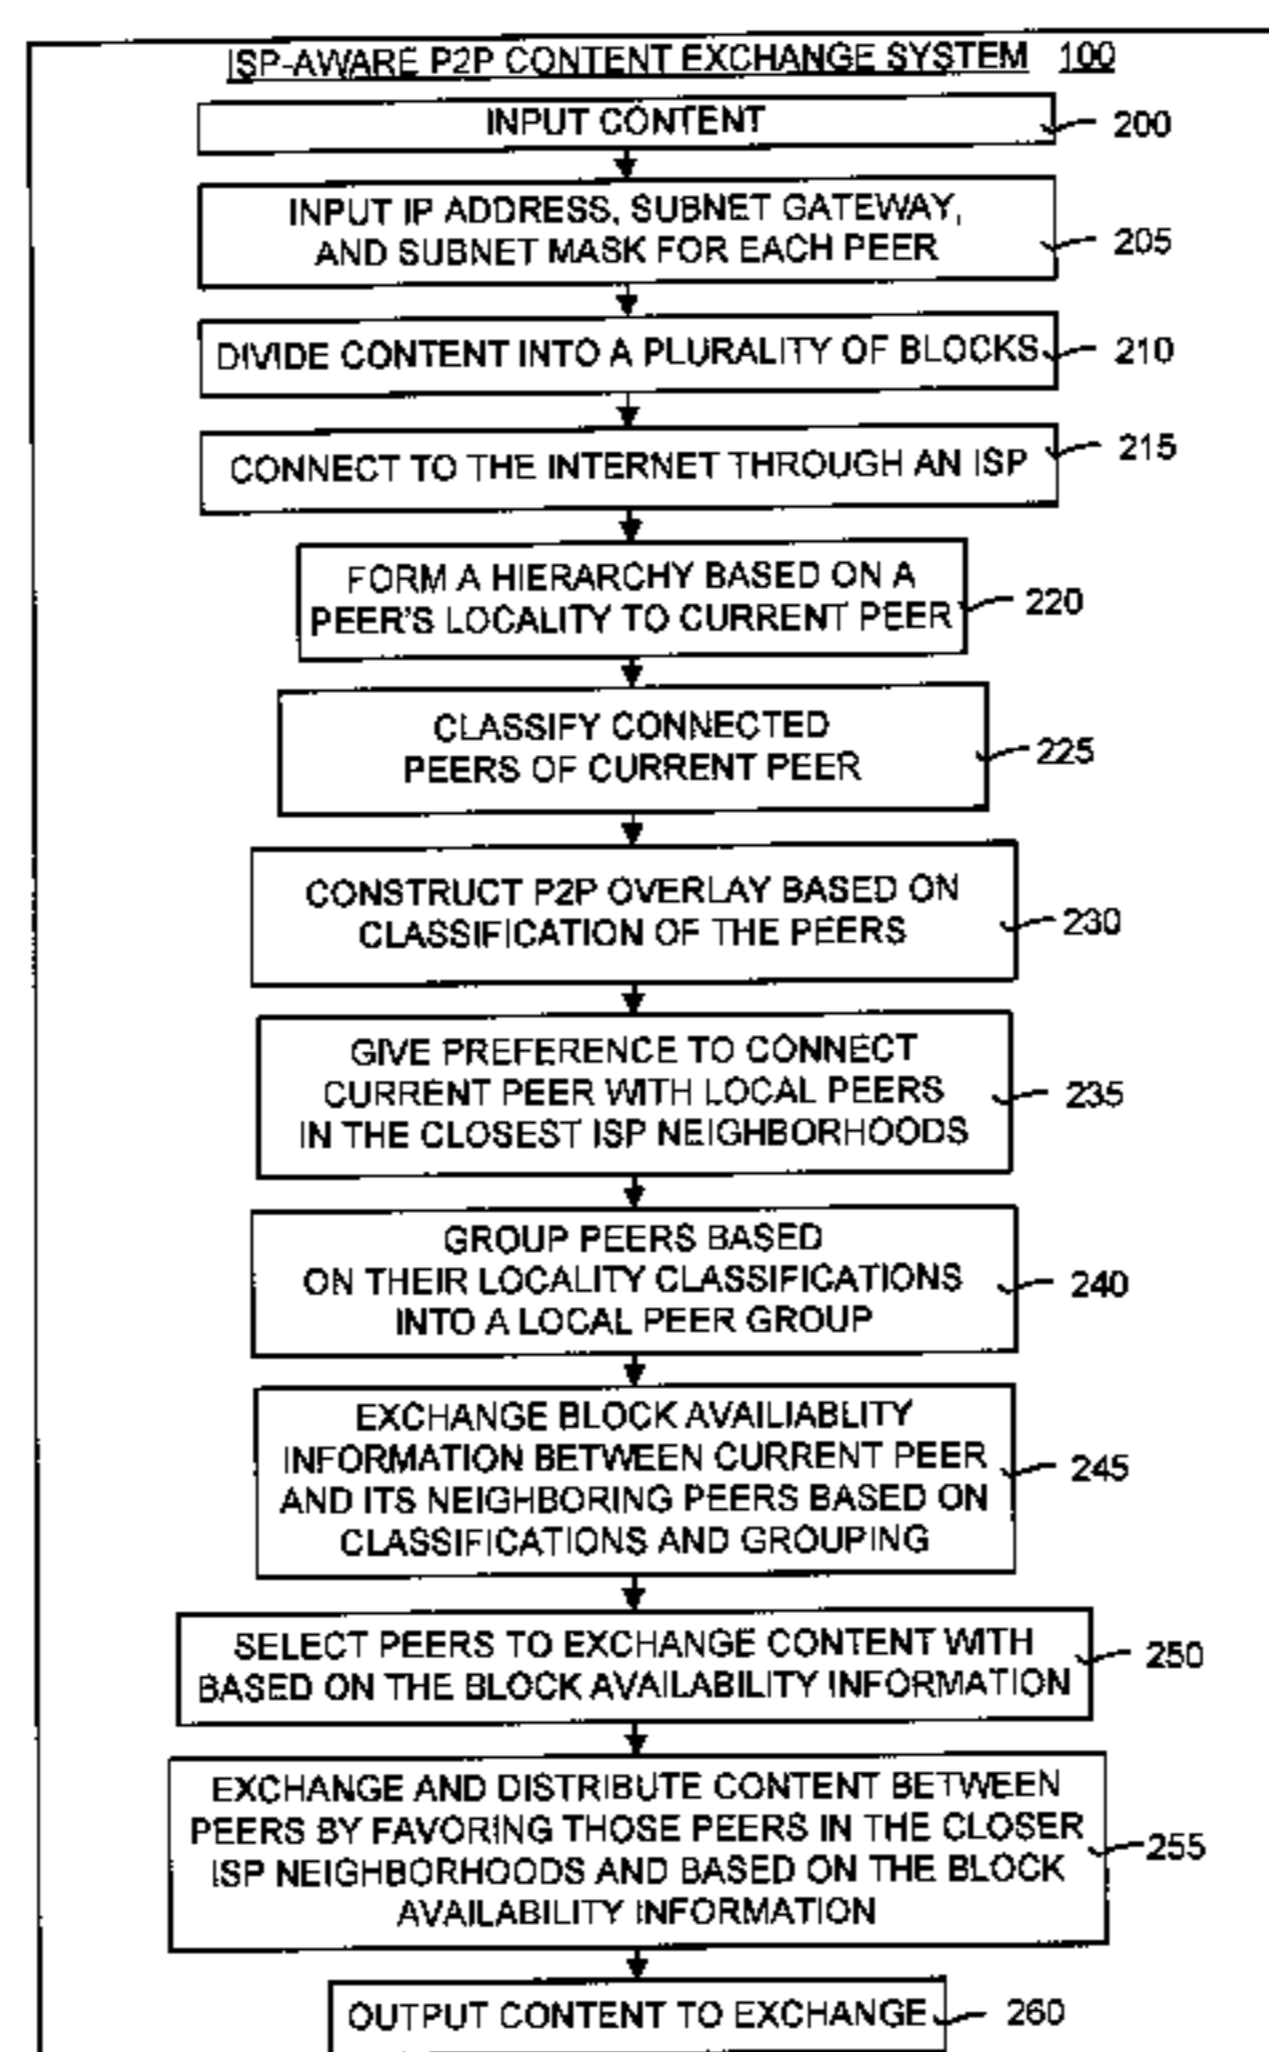 ISP-AWARE P2P CONTENT EXCHANGE SYSTEM 100
INPUT CONTENT
200
INPUT IP ADDRESS, SUBNET GATEWAY,
AND SUBNET MASK FOR EACH PEER
205
DIVIDE CONTENT INTO A PLURALITY OF BLOCKS
210
CONNECT TO THE INTERNET THROUGH AN ISP
215
FORM A HIERARCHY BASED ON A
PEER'S LOCALITY TO CURRENT PEER
220
CLASSIFY CONNECTED
PEERS OF CURRENT PEER
225
CONSTRUCT P2P OVERLAY BASED ON
CLASSIFICATION OF THE PEERS
230
GIVE PREFERENCE TO CONNECT
CURRENT PEER WITH LOCAL PEERS
IN THE CLOSEST ISP NEIGHBORHOODS
235
GROUP PEERS BASED
ON THEIR LOCALITY CLASSIFICATIONS
INTO A LOCAL PEER GROUP
240
EXCHANGE BLOCK AVAILIABLITY
INFORMATION BETWEEN CURRENT PEER
AND ITS NEIGHBORING PEERS BASED ON
CLASSIFICATIONS AND GROUPING
245
SELECT PEERS TO EXCHANGE CONTENT WITH
BASED ON THE BLOCK AVAILABILITY INFORMATION
250
EXCHANGE AND DISTRIBUTE CONTENT BETWEEN
PEERS BY FAVORING THOSE PEERS IN THE CLOSER
ISP NEIGHBORHOODS AND BASED ON THE BLOCK
AVAILABILITY INFORMATION
255
OUTPUT CONTENT TO EXCHANGE
260